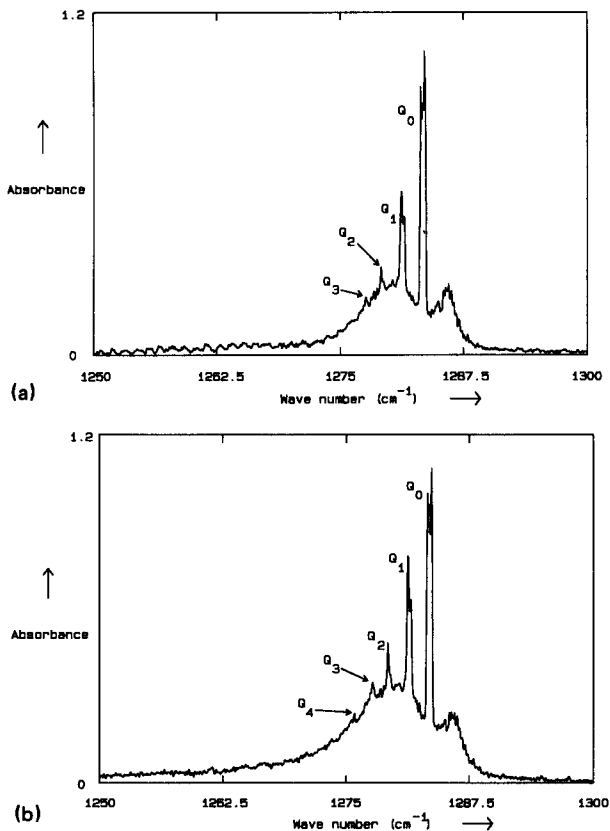 1.2
Q0
Absorbance
Q1
Q2
Q3
0
1250
1262.5
1275
1287.5
1300
(a)
Wave number (cm-1)
1.2
Q0
Q1
Absorbance
Q2
Q3
Q4
0
1250
1262.5
1275
1287.5
1300
(b)
Wave number (cm-1)